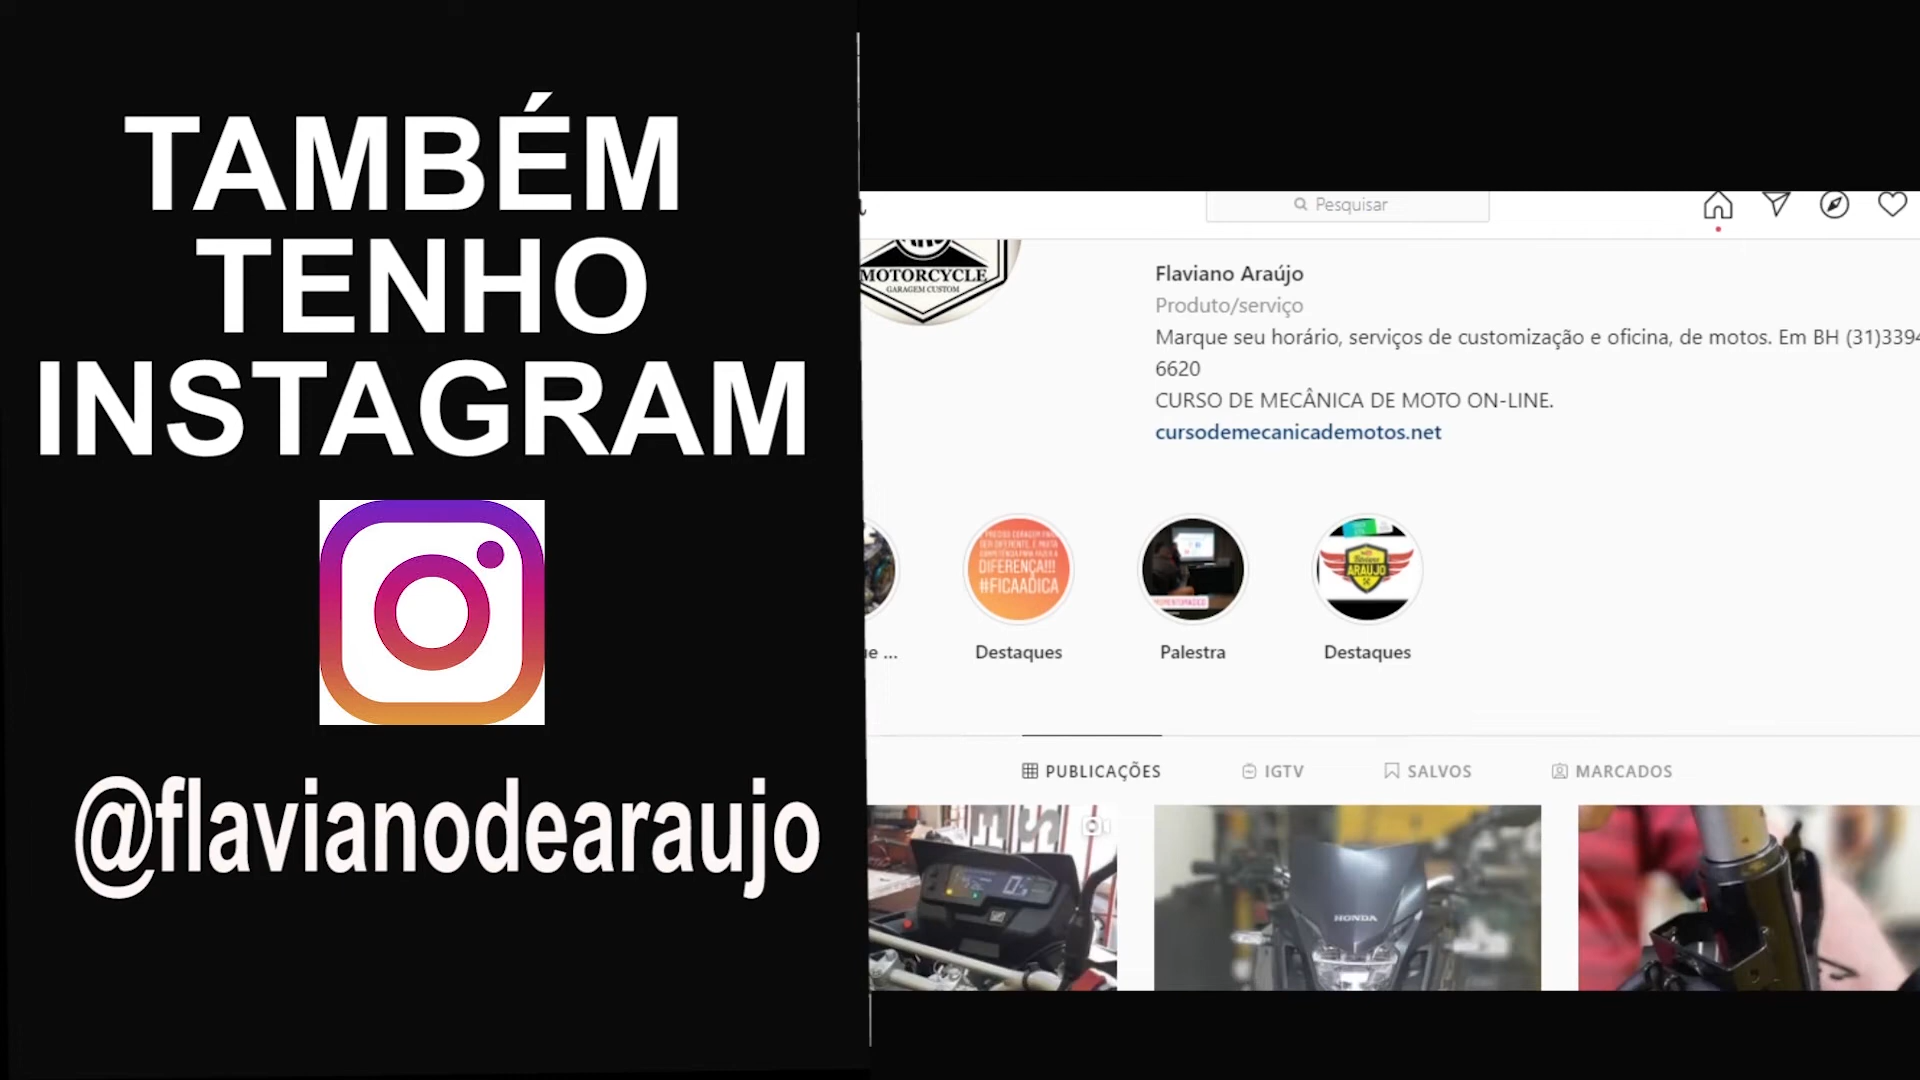 TAMBÉM
TENHO
INSTAGRAM
@flavianodearaujo
Pesquisar
MOTORCYCLE
GARAGEM CUSTOM
Flaviano Araújo
Produto/serviço
Marque seu horário, serviços de customização e oficina, de motos. Em BH (31)3394
6620
CURSO DE MECÂNICA DE MOTO ON-LINE.
cursodemecanicademotos.net
DIFERENÇA!!!
#FICAADICA
ARAUJO
ue ...
Destaques
Palestra
Destaques
PUBLICAÇÕES
IGTV
SALVOS
MARCADOS
HONDA